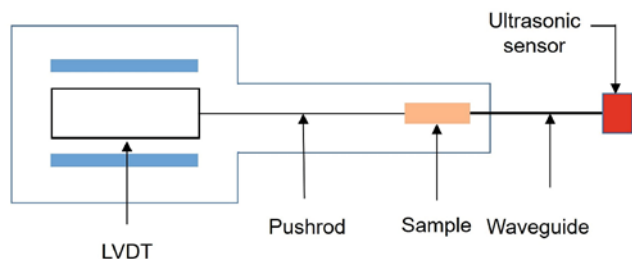 Ultrasonic
sensor
LVDT
Pushrod
Sample
Waveguide